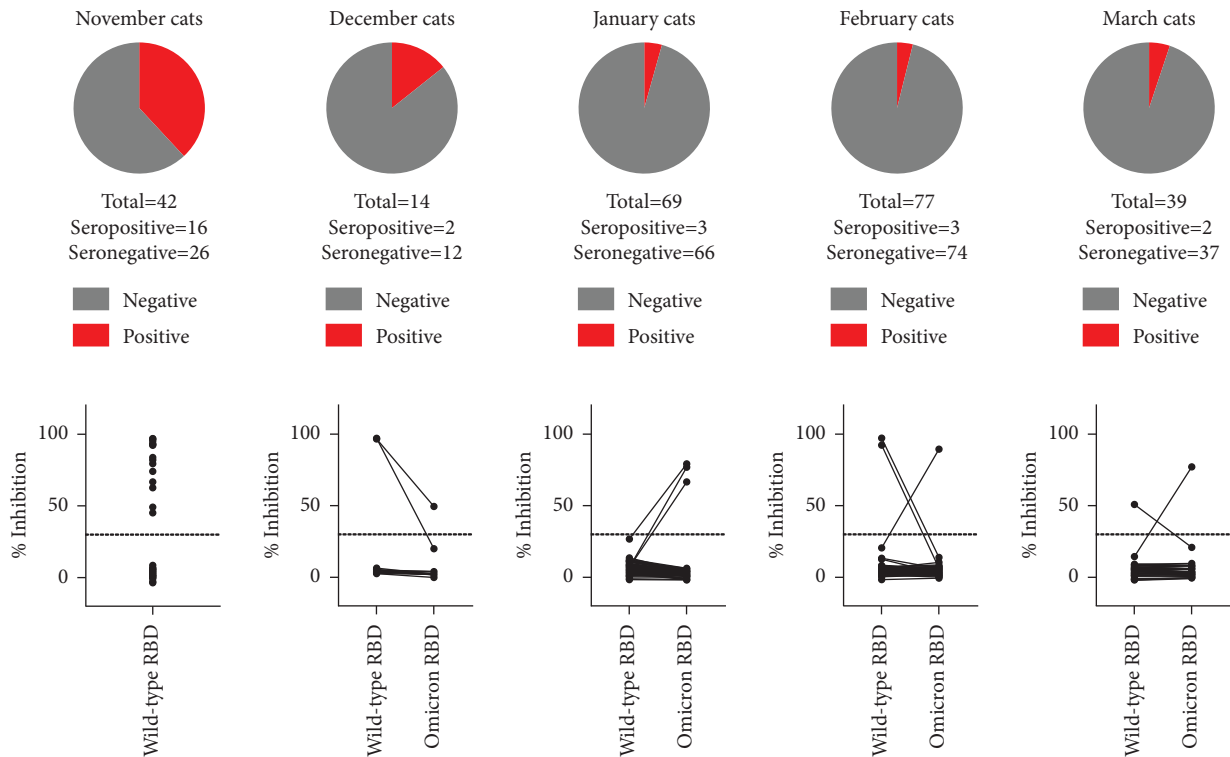 November cats
Total=42
Seropositive=16
Seronegative=26
Negative
Positive
December cats
Total=14
Seropositive=2
Seronegative=12
Negative
Positive
January cats
Total=69
Seropositive=3
Seronegative=66
Negative
Positive
February cats
Total=77
Seropositive=3
Seronegative=74
Negative
Positive
March cats
Total=39
Seropositive=2
Seronegative=37
Negative
Positive
% Inhibition
100
50
0
Wild-type RBD
% Inhibition
100
50
0
Wild-type RBD
Omicron RBD
% Inhibition
100
50
0
Wild-type RBD
Omicron RBD
% Inhibition
100
50
0
Wild-type RBD
Omicron RBD
% Inhibition
100
50
0
Wild-type RBD
Omicron RBD